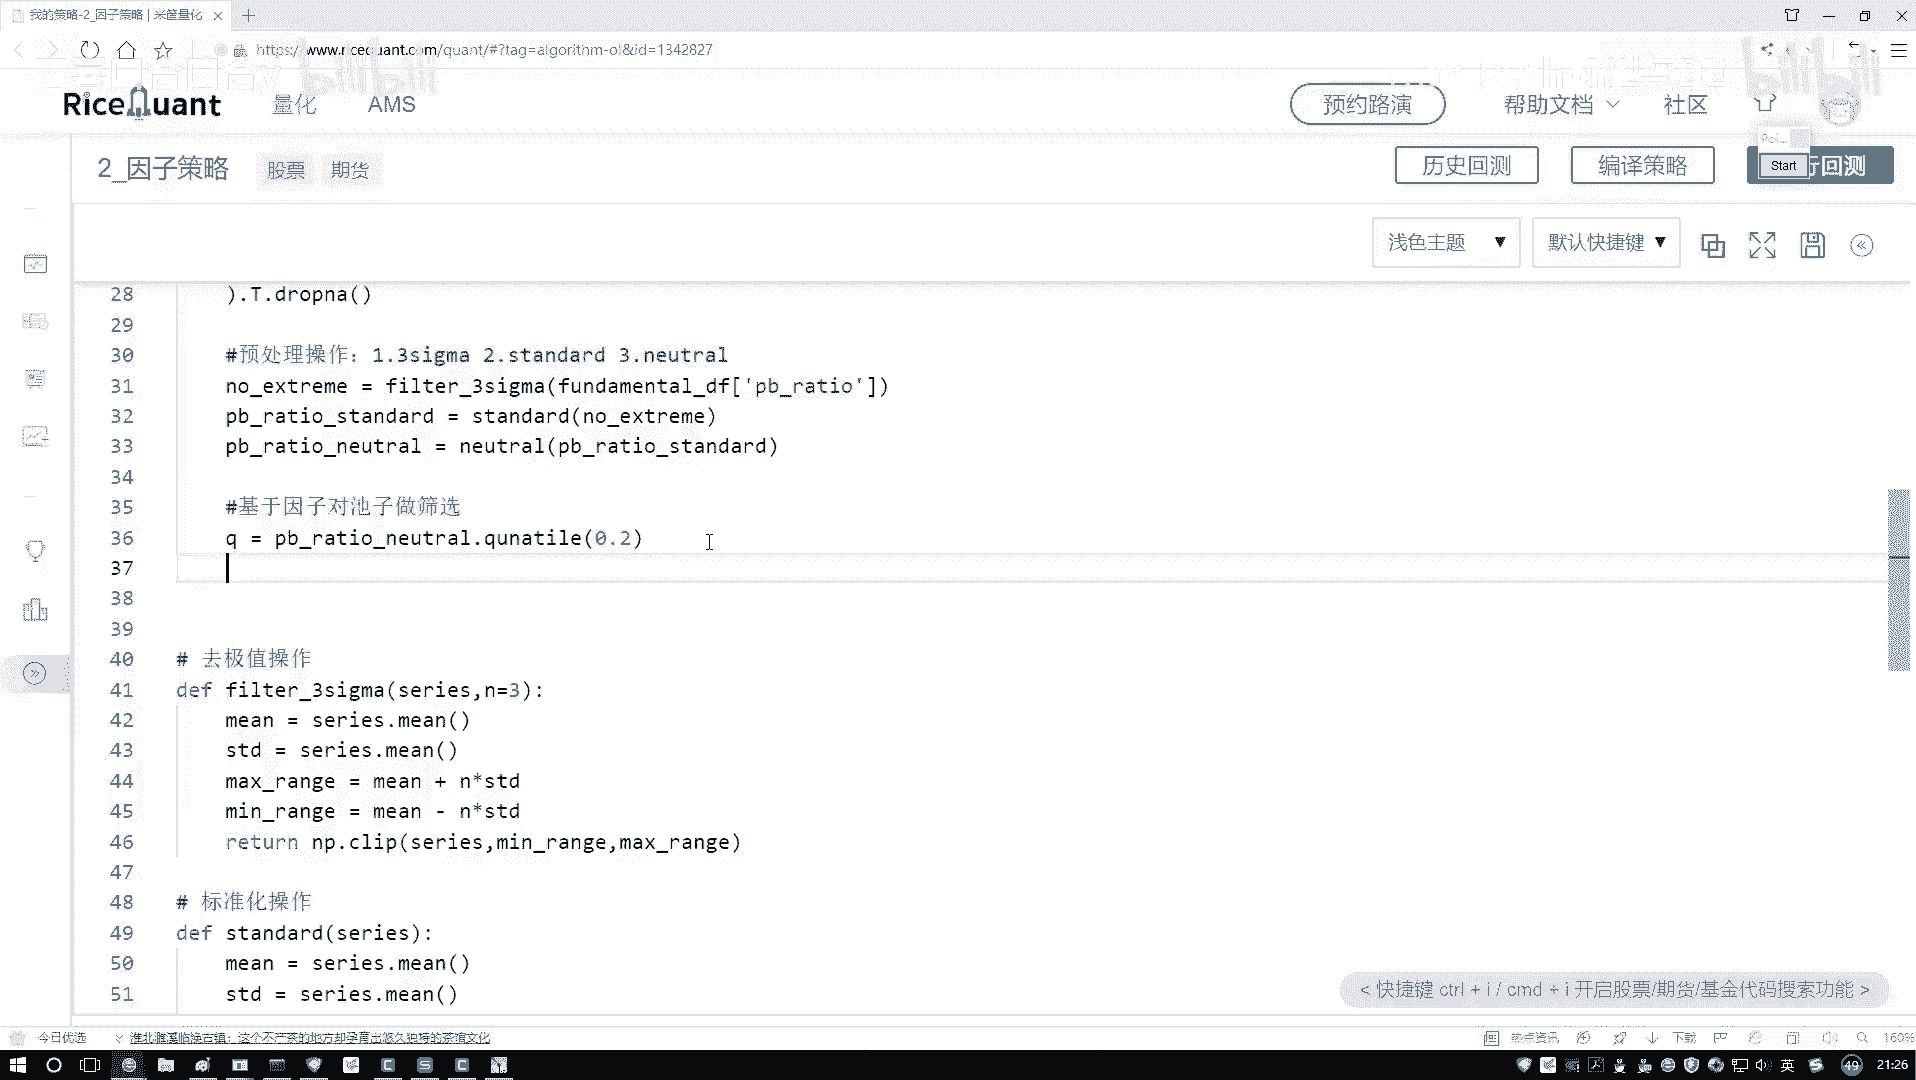 我的策略-2_因子策略 | 米筐量化
https://www.ricequant.com/quant/#?tag=algorithm-ol&id=1342827
bilibili
RiceQuant 量化 AMS 预约路演 帮助文档 社区
2_因子策略 股票 期货 历史回测 编译策略 行回测
Start
浅色主题 默认快捷键
28 ).T.dropna()
29
30 #预处理操作：1.3sigma 2.standard 3.neutral
31 no_extreme = filter_3sigma(fundamental_df['pb_ratio'])
32 pb_ratio_standard = standard(no_extreme)
33 pb_ratio_neutral = neutral(pb_ratio_standard)
34
35 #基于因子对池子做筛选
36 q = pb_ratio_neutral.qunatile(0.2)
37
38
39
40 # 去极值操作
41 def filter_3sigma(series,n=3):
42 mean = series.mean()
43 std = series.mean()
44 max_range = mean + n*std
45 min_range = mean - n*std
46 return np.clip(series,min_range,max_range)
47
48 # 标准化操作
49 def standard(series):
50 mean = series.mean()
51 std = series.mean()
< 快捷键 ctrl + i / cmd + i 开启股票/期货/基金代码搜索功能 >
今日优选 淮北濉溪临涣古镇：这个不产茶的地方却孕育出悠久独特的茶馆文化 热点资讯 下载 160%
英 49 21:26